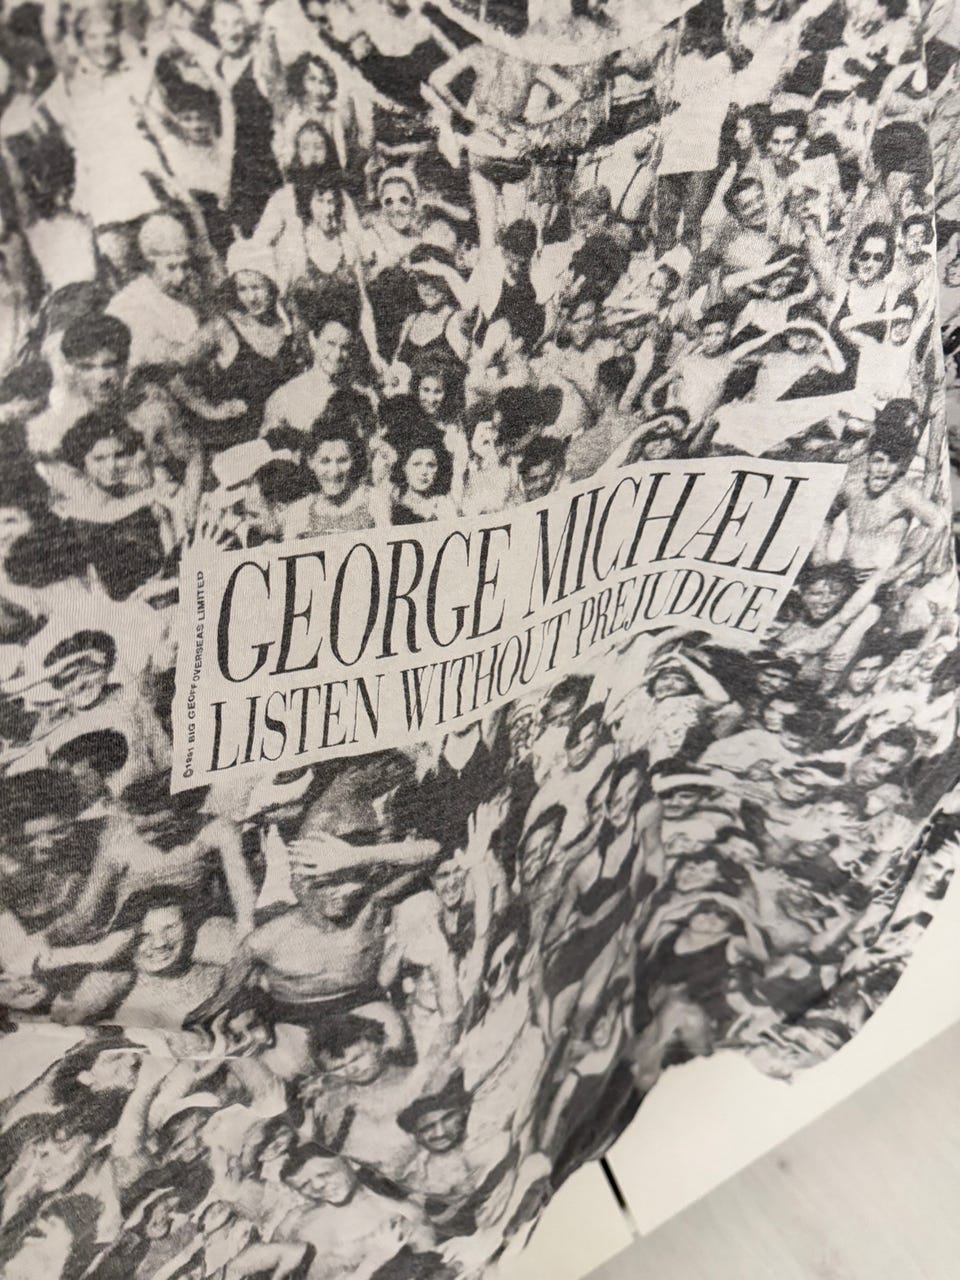 GEORGE MICHÆL
LISTEN WITHOUT PREJUDICE
©1991 BIG GEOFF OVERSEAS LIMITED